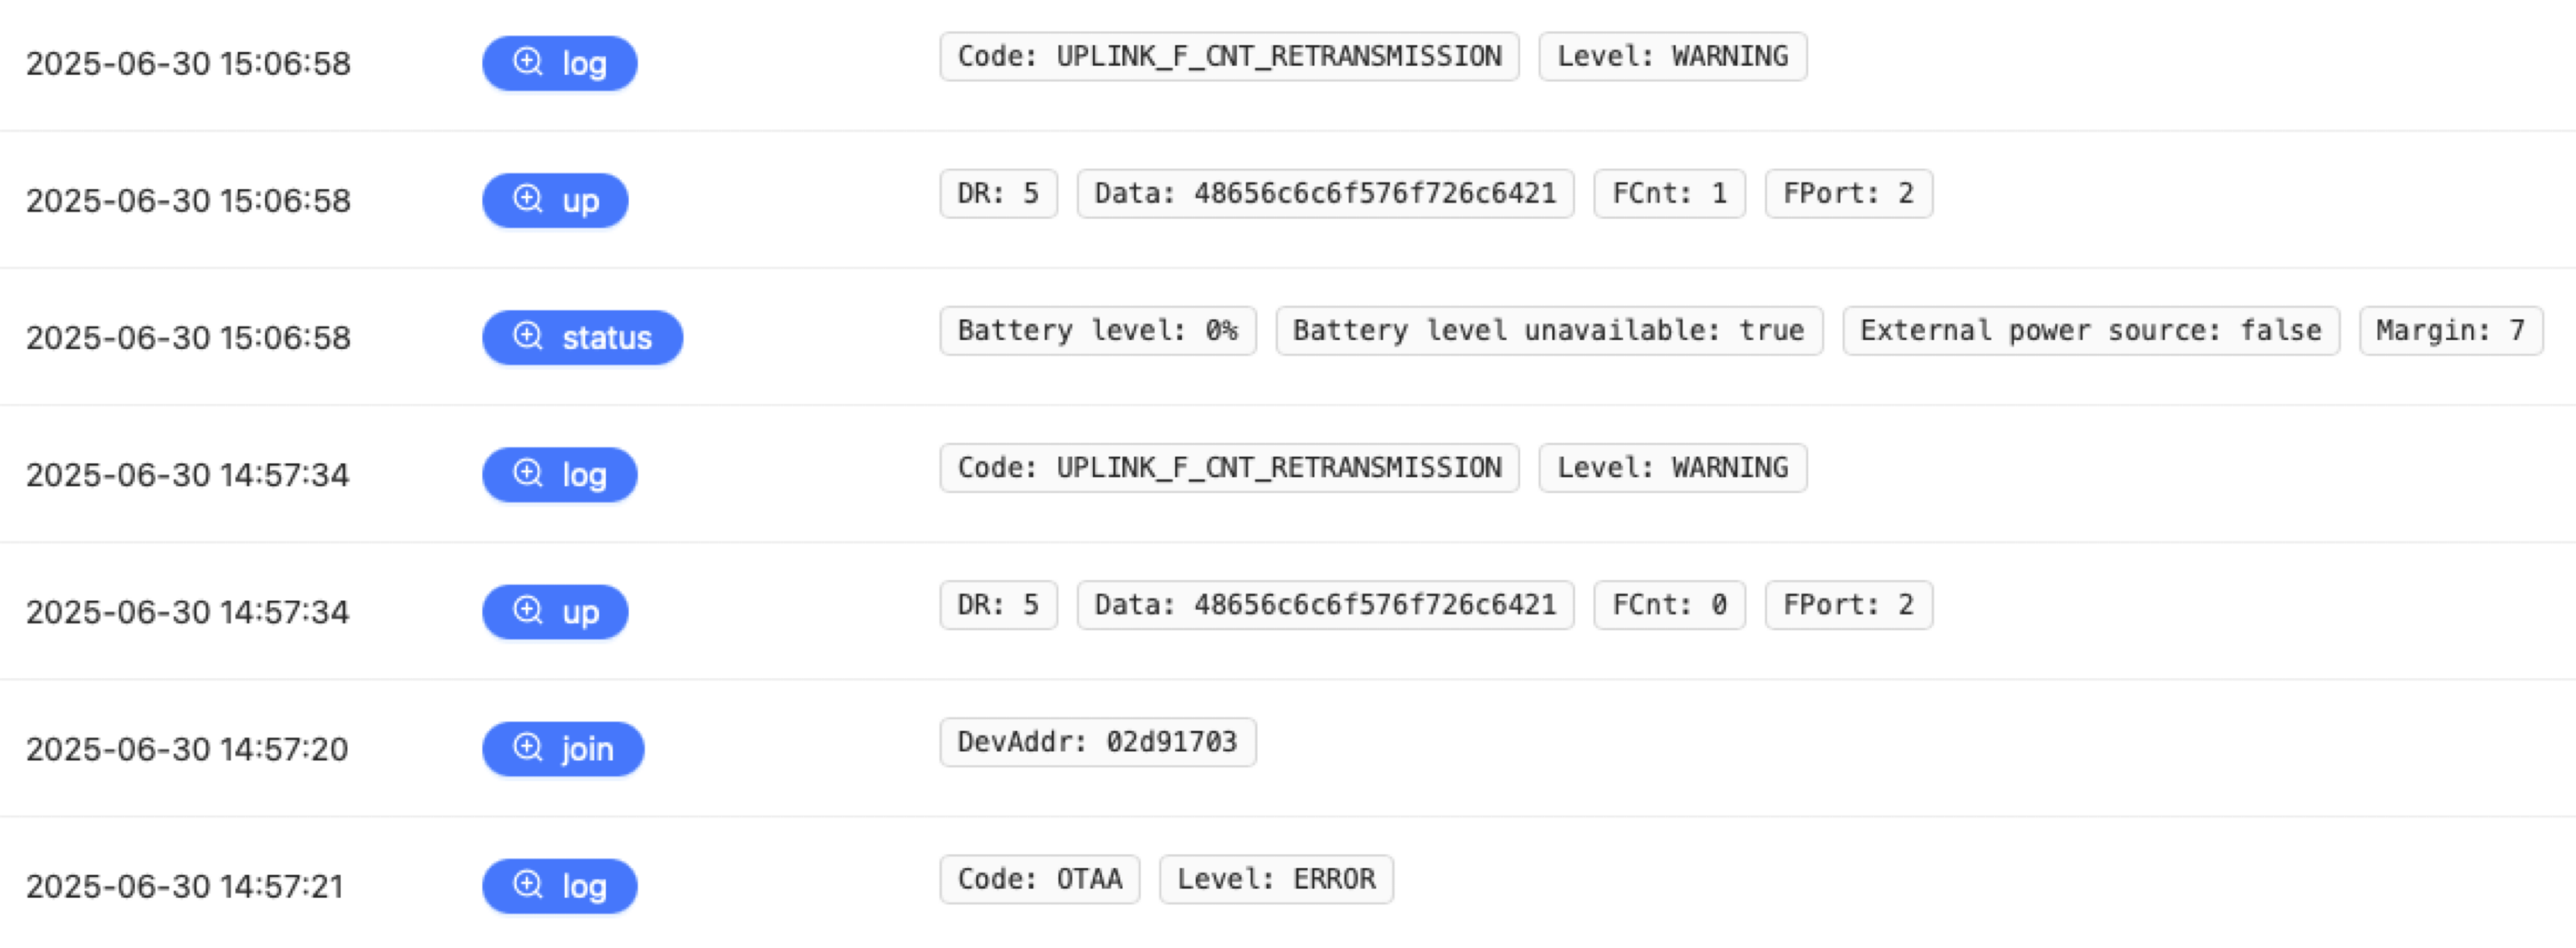 2025-06-30 15:06:58 log Code: UPLINK_F_CNT_RETRANSMISSION Level: WARNING
2025-06-30 15:06:58 up DR: 5 Data: 48656c6c6f576f726c6421 FCnt: 1 FPort: 2
2025-06-30 15:06:58 status Battery level: 0% Battery level unavailable: true External power source: false Margin: 7
2025-06-30 14:57:34 log Code: UPLINK_F_CNT_RETRANSMISSION Level: WARNING
2025-06-30 14:57:34 up DR: 5 Data: 48656c6c6f576f726c6421 FCnt: 0 FPort: 2
2025-06-30 14:57:20 join DevAddr: 02d91703
2025-06-30 14:57:21 log Code: OTAA Level: ERROR